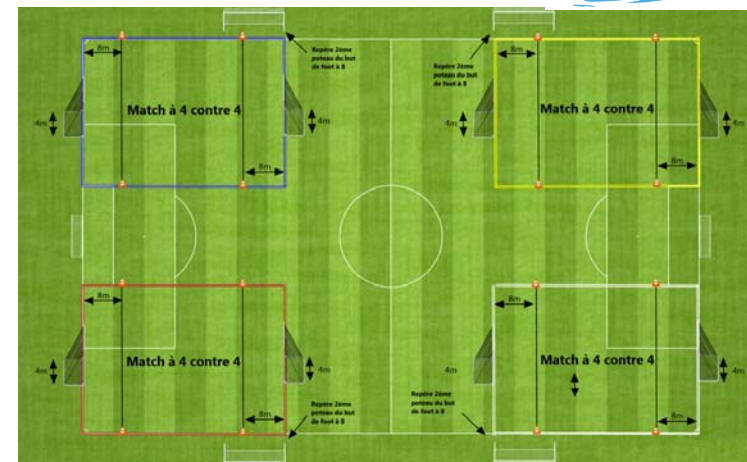 8m
Repère 2ème
poteau du but
de foot à 8
Match à 4 contre 4
4m
4m
8m
Repère 2ème
poteau du but
de foot à 8
8m
Match à 4 contre 4
4m
4m
8m
8m
Match à 4 contre 4
4m
4m
8m
Repère 2ème
poteau du but
de foot à 8
8m
Match à 4 contre 4
4m
4m
Repère 2ème
poteau du but
de foot à 8
8m